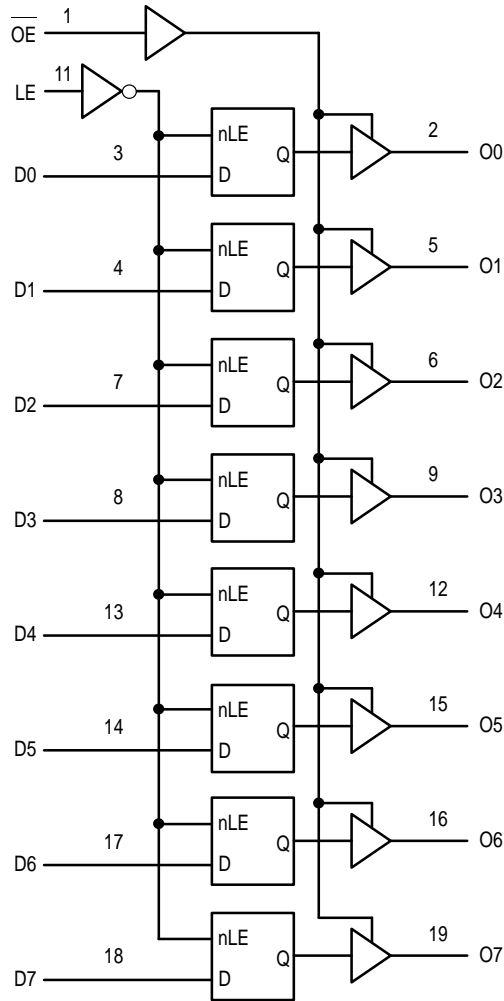 O̅E̅ 1
LE 11
nLE
D0 3 D Q 2 O0
nLE
D1 4 D Q 5 O1
nLE
D2 7 D Q 6 O2
nLE
D3 8 D Q 9 O3
nLE
D4 13 D Q 12 O4
nLE
D5 14 D Q 15 O5
nLE
D6 17 D Q 16 O6
nLE
D7 18 D Q 19 O7